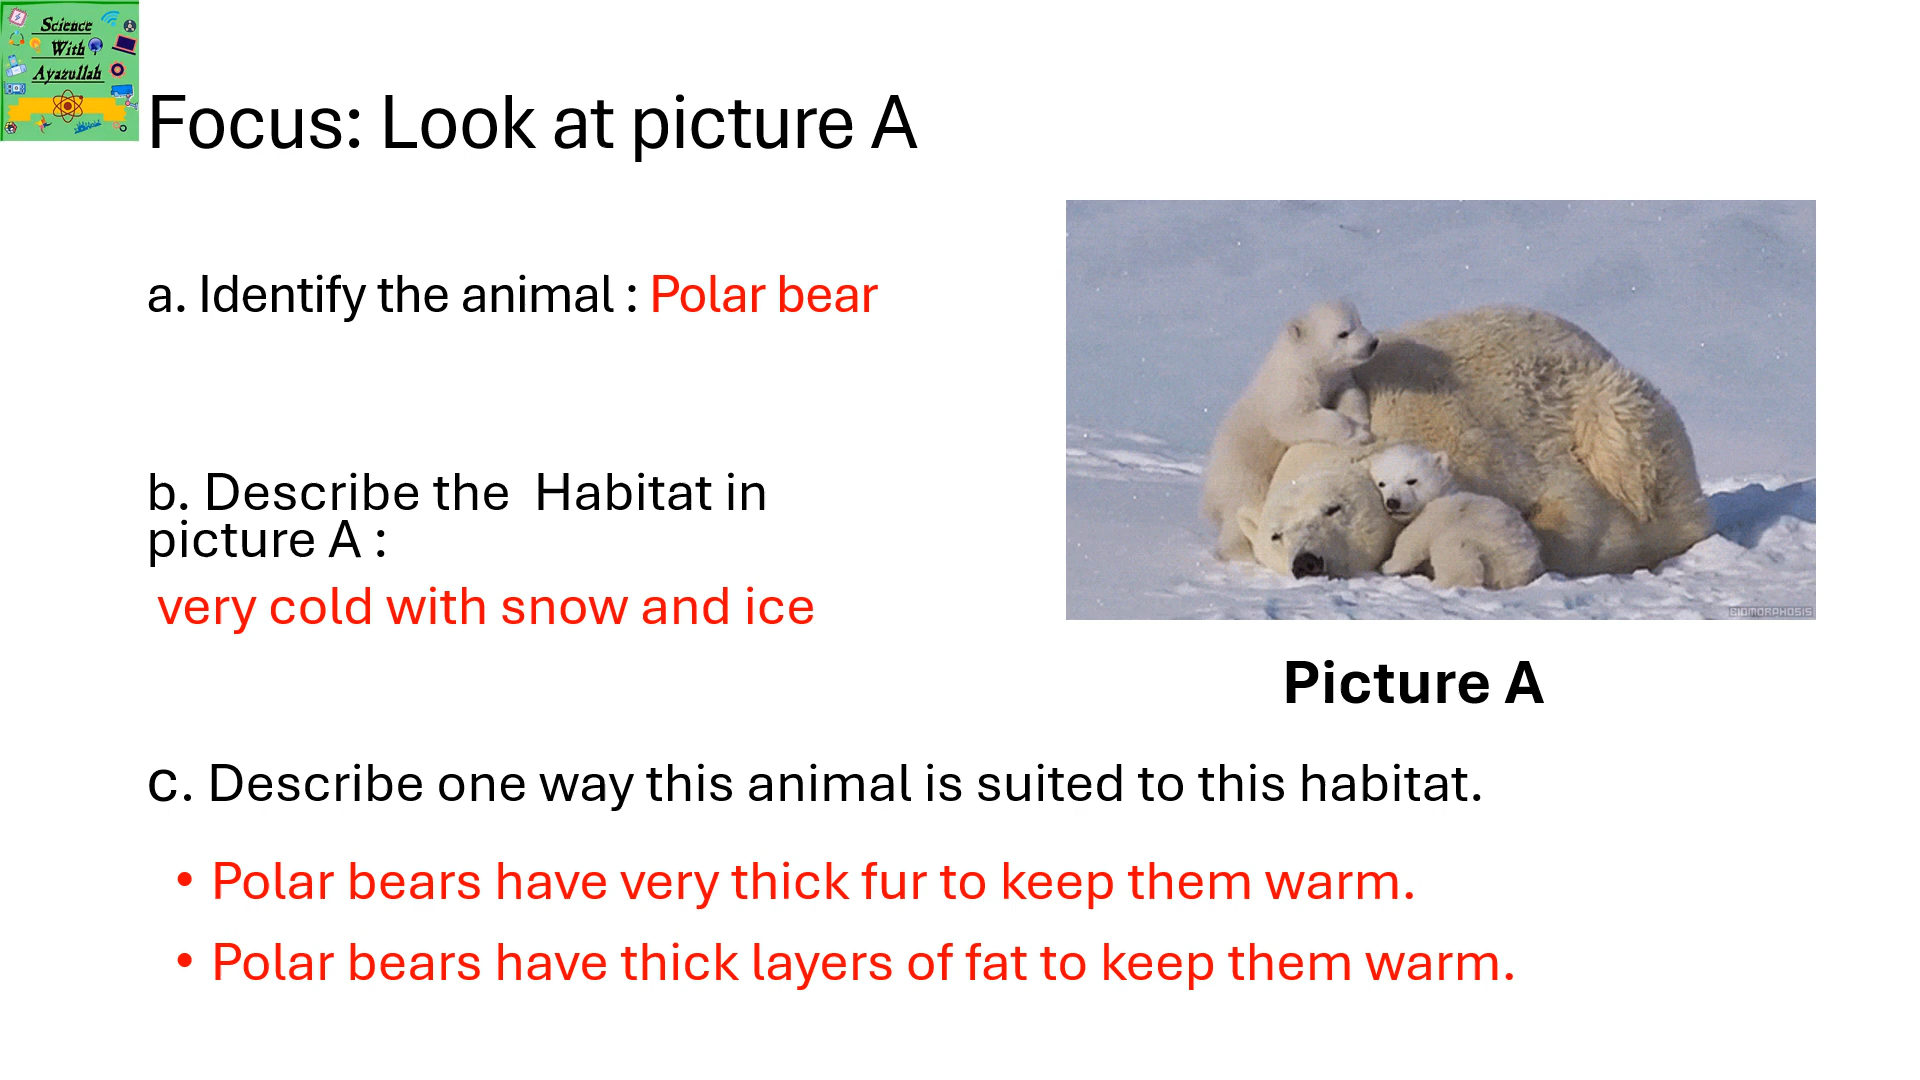 Science
With
Ayazullah
Focus: Look at picture A
a. Identify the animal : Polar bear
b. Describe the  Habitat in
picture A :
very cold with snow and ice
BIOMORPHOSIS
Picture A
c. Describe one way this animal is suited to this habitat.
• Polar bears have very thick fur to keep them warm.
• Polar bears have thick layers of fat to keep them warm.